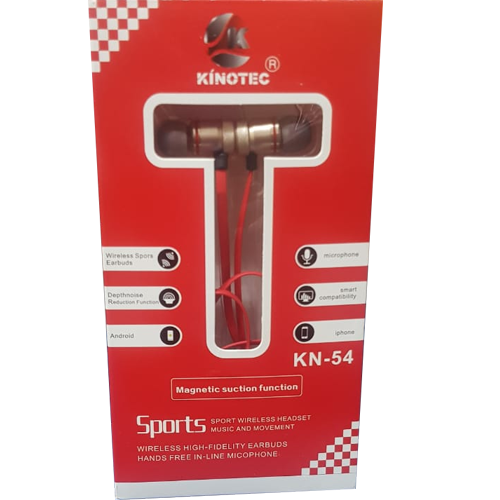 K
KINOTEC®
Wireless Spors
Earbuds
microphone
Depthnoise
Reduction Function
smart
compatibility
Android
iphone
KN-54
Magnetic suction function
Sports
SPORT WIRELESS HEADSET
MUSIC AND MOVEMENT
WIRELESS HIGH-FIDELITY EARBUDS
HANDS FREE IN-LINE MICOPHONE